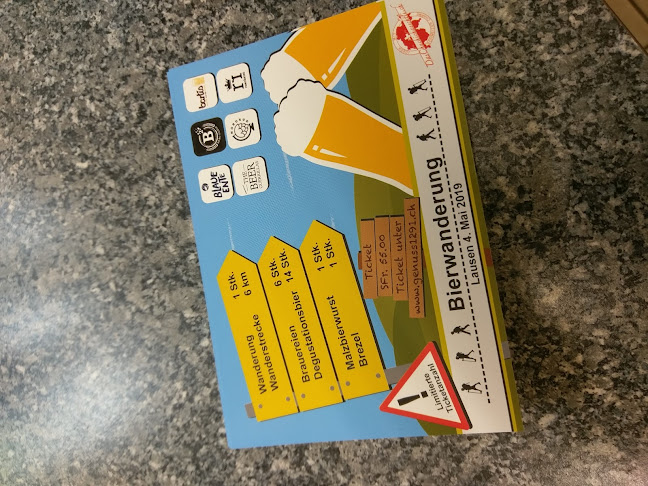 Wanderung 1 Stk.
Wanderstrecke 6 km
Brauereien 6 Stk.
Degustationsbier 14 Stk.
Malzbierwurst 1 Stk.
Brezel 1 Stk.
BLAUE
ENTE
B
THE
BEER
Ticket
SFr. 55.00
Ticket unter
www.genuss1291.ch
!
Limitierte
Ticketanzahl
Bierwanderung
Lausen 4. Mai 2019